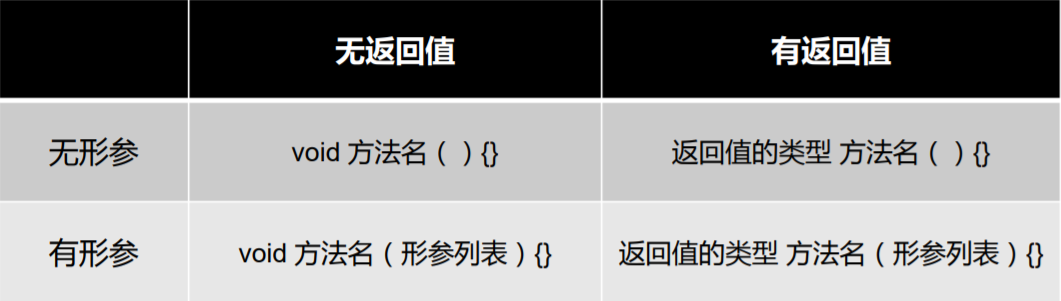 无返回值 有返回值
无形参 void 方法名（ ）{} 返回值的类型 方法名（ ）{}
有形参 void 方法名（形参列表）{} 返回值的类型 方法名（形参列表）{}